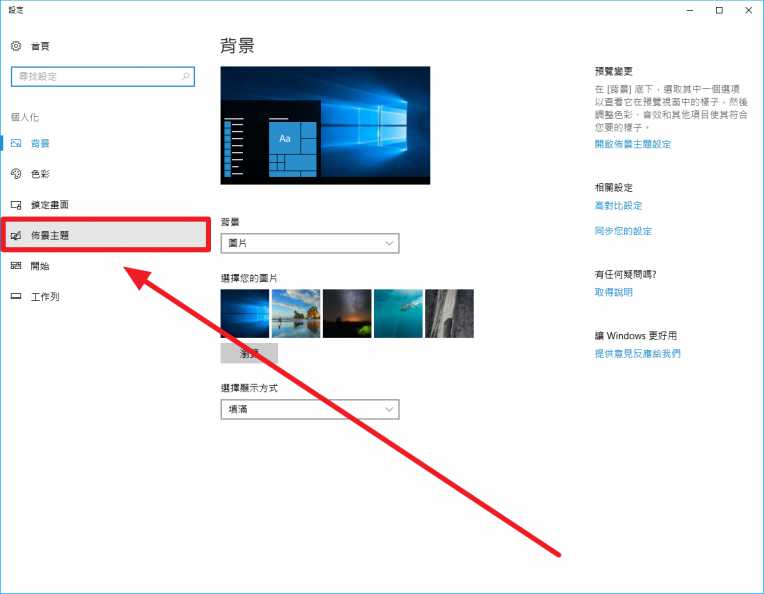 設定
首頁
尋找設定
個人化
背景
色彩
鎖定畫面
佈景主題
開始
工作列
背景
Aa
背景
圖片
選擇您的圖片
瀏覽
選擇顯示方式
填滿
預覽變更
在 [背景] 底下，選取其中一個選項
以查看它在預覽視窗中的樣子，然後
調整色彩、音效和其他項目使其符合
您要的樣子。
開啟佈景主題設定
相關設定
高對比設定
同步您的設定
有任何疑問嗎?
取得說明
讓 Windows 更好用
提供意見反應給我們